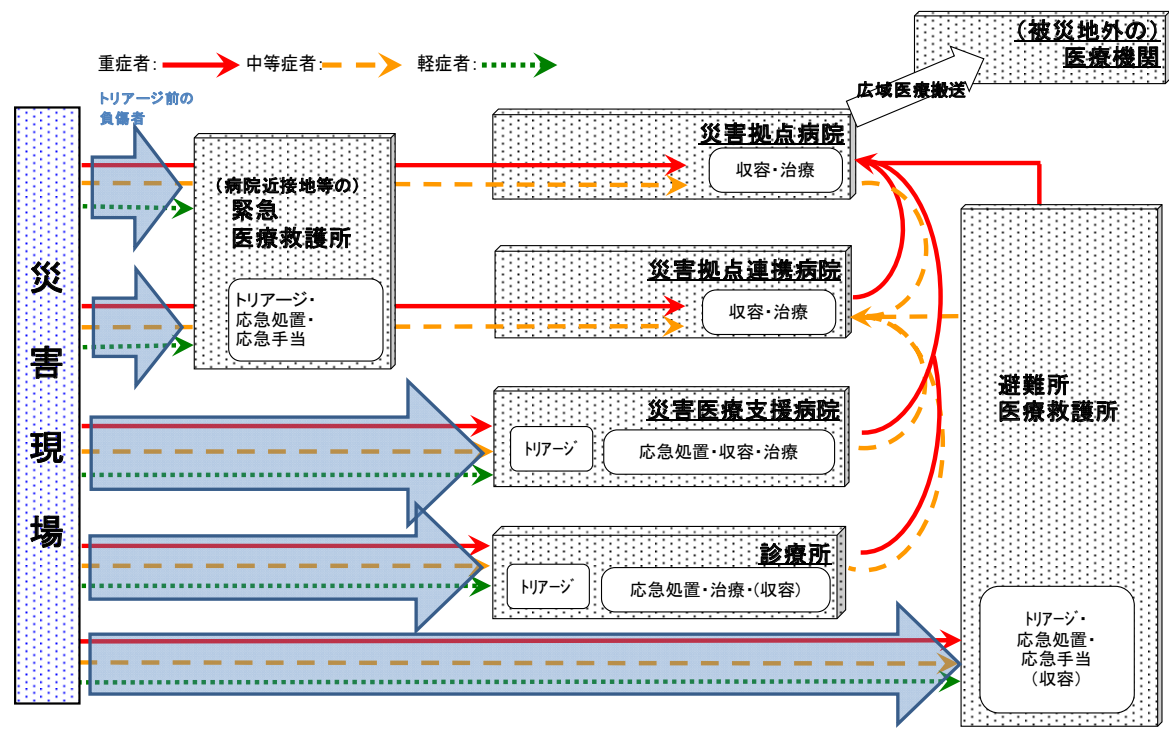 (被災地外の)
医療機関
重症者:
中等症者:
軽症者:
広域医療搬送
トリアージ前の
負傷者
災害拠点病院
収容・治療
(病院近接地等の)
緊急
医療救護所
トリアージ・
応急処置・
応急手当
災害拠点連携病院
収容・治療
災害現場
災害医療支援病院
トリアージ
応急処置・収容・治療
避難所
医療救護所
診療所
トリアージ
応急処置・治療・(収容)
トリアージ・
応急処置・
応急手当
(収容)